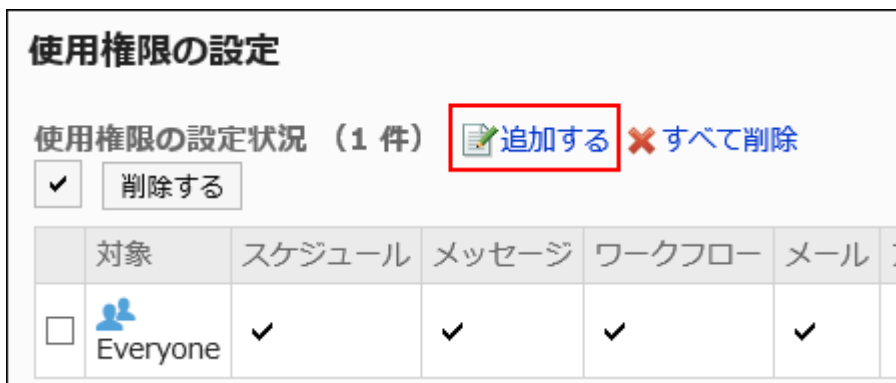 使用権限の設定
使用権限の設定状況 （1 件） 追加する すべて削除
削除する
対象 スケジュール メッセージ ワークフロー メール
Everyone